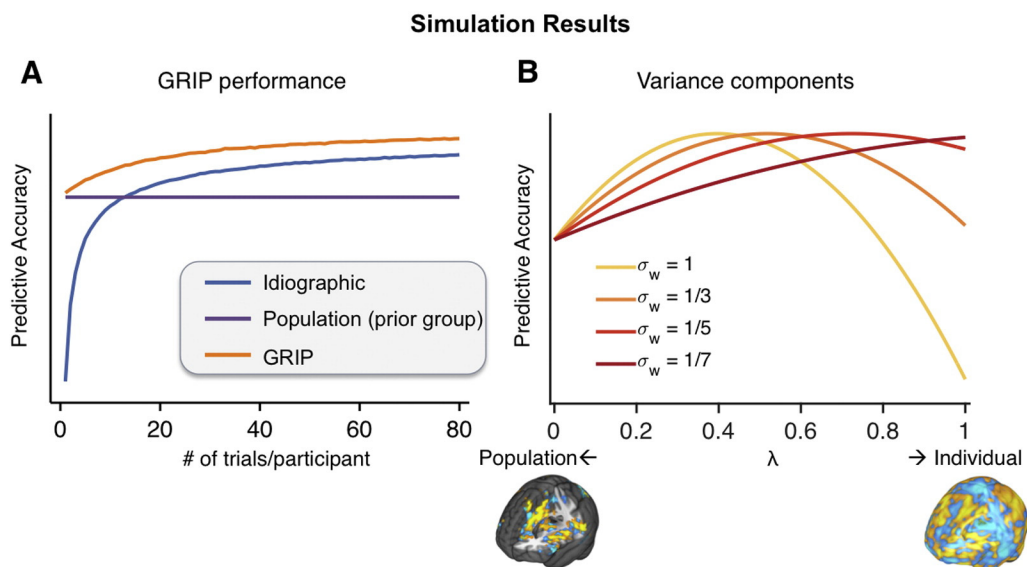 Simulation Results
A
GRIP performance
Predictive Accuracy
Idiographic
Population (prior group)
GRIP
0 20 40 60 80
# of trials/participant
B
Variance components
Predictive Accuracy
σw = 1
σw = 1/3
σw = 1/5
σw = 1/7
0 0.2 0.4 0.6 0.8 1
Population← λ → Individual